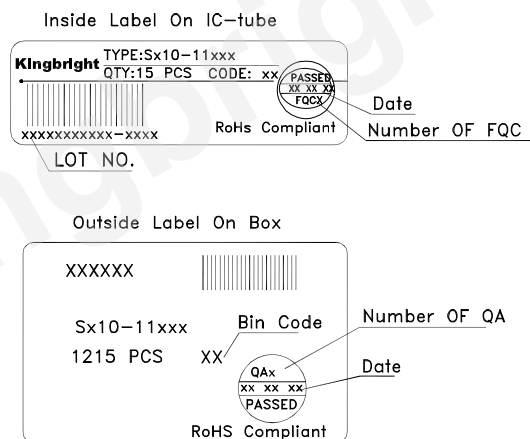 Inside Label On IC-tube
Kingbright
TYPE:Sx10-11xxx
QTY:15 PCS CODE: xx
PASSED
xx xx xx
FQCX
Date
RoHs Compliant
Number OF FQC
xxxxxxxxxxx-xxxx
LOT NO.
Outside Label On Box
XXXXXX
Sx10-11xxx
Bin Code
Number OF QA
1215 PCS XX
QAx
Date
xx xx xx
PASSED
RoHS Compliant